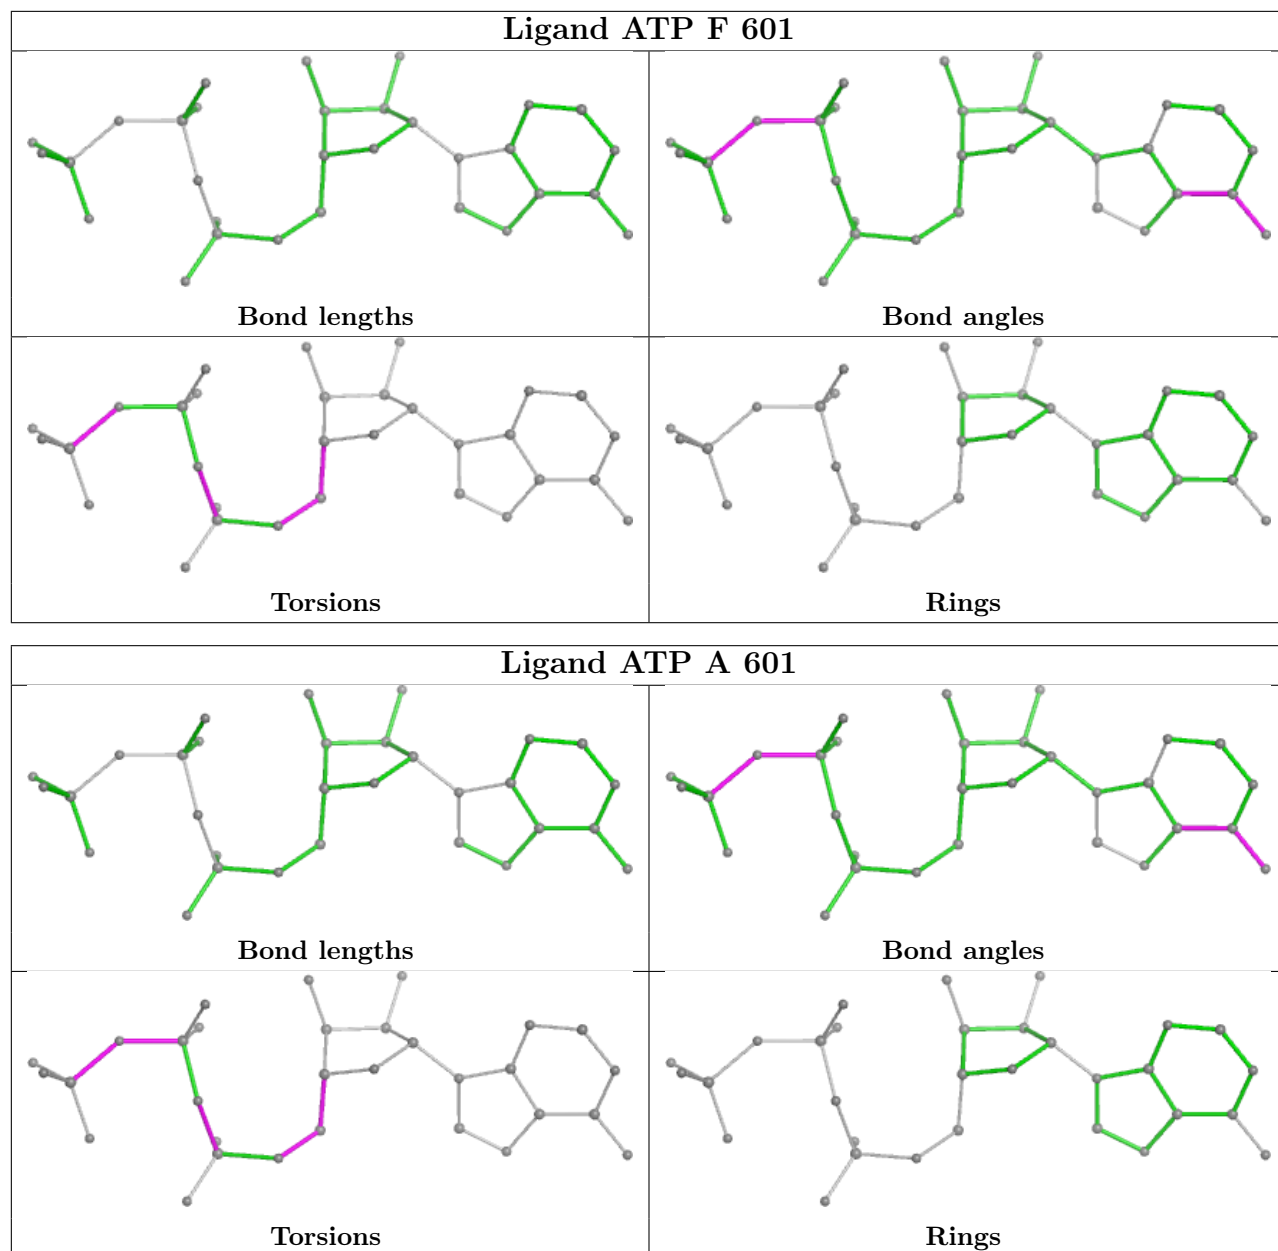 Ligand ATP F 601
Bond lengths
Bond angles
Torsions
Rings
Ligand ATP A 601
Bond lengths
Bond angles
Torsions
Rings